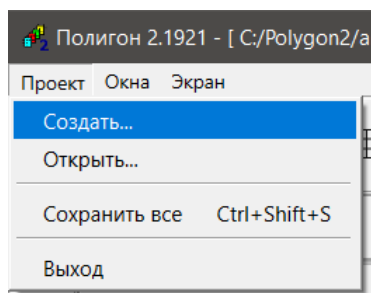 Полигон 2.1921 - [ C:/Polygon2/a
Проект Окна Экран
Создать...
Открыть...
Сохранить все Ctrl+Shift+S
Выход